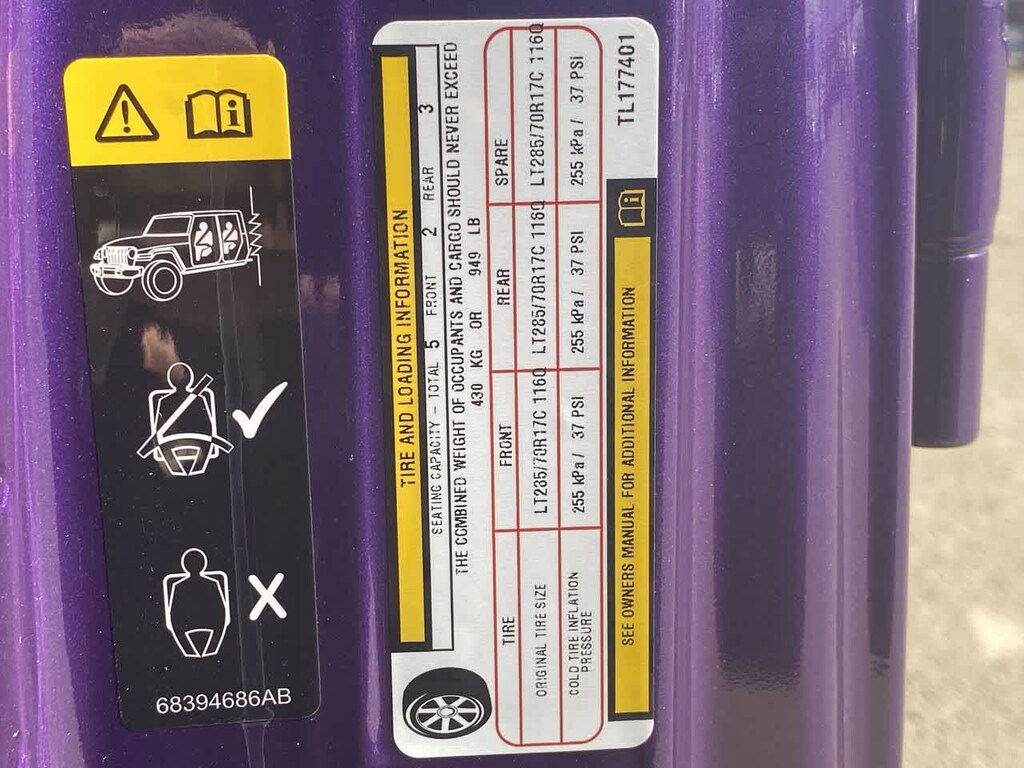 68394686AB
TIRE AND LOADING INFORMATION
SEATING CAPACITY - TOTAL 5 FRONT 2 REAR 3
THE COMBINED WEIGHT OF OCCUPANTS AND CARGO SHOULD NEVER EXCEED
430 KG OR 949 LB
TIRE FRONT REAR SPARE
ORIGINAL TIRE SIZE LT285/70R17C 116Q LT285/70R17C 116Q LT285/70R17C 116Q
COLD TIRE INFLATION PRESSURE 255 kPa / 37 PSI 255 kPa / 37 PSI 255 kPa / 37 PSi
SEE OWNERS MANUAL FOR ADDITIONAL INFORMATION
TL177401